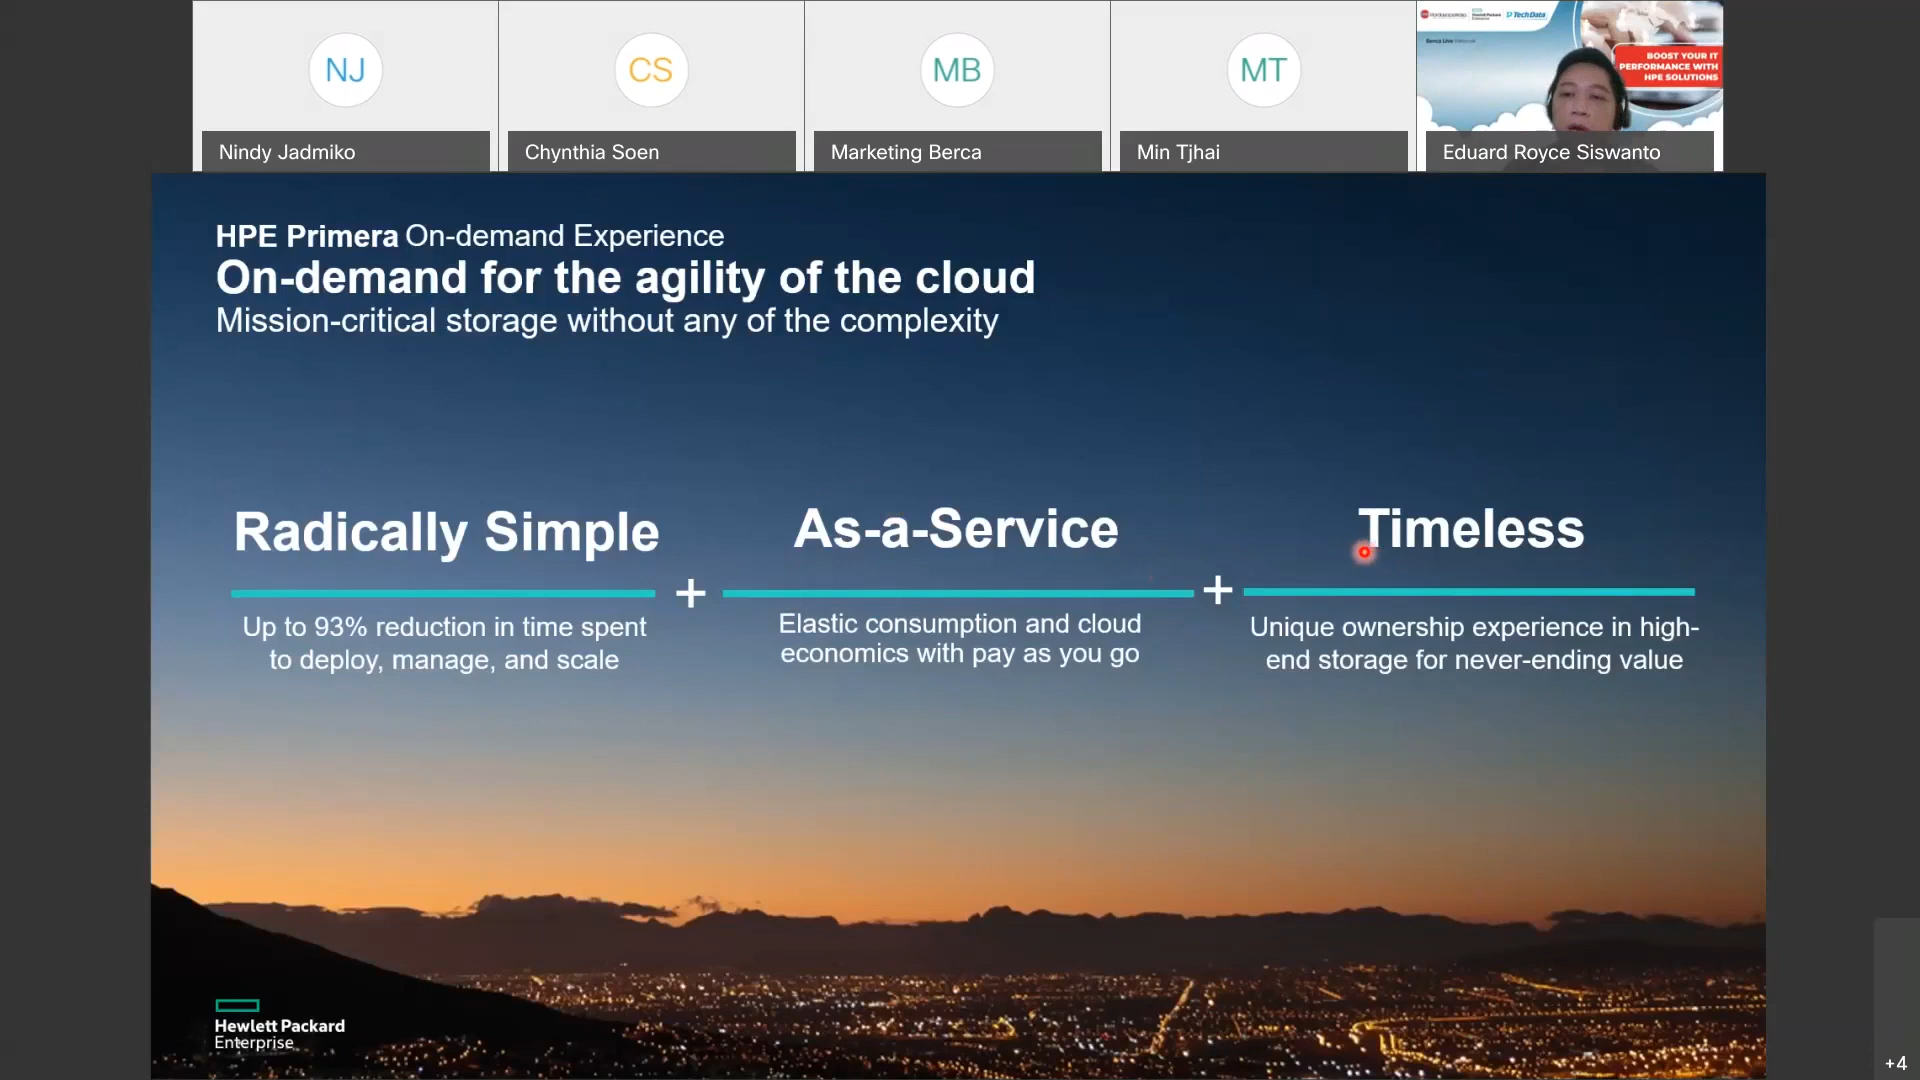 NJ
CS
MB
MT
Hewlett Packard
Enterprise
TechData
BOOST YOUR IT
PERFORMANCE WITH
HPE SOLUTIONS
Nindy Jadmiko
Chynthia Soen
Marketing Berca
Min Tjhai
Eduard Royce Siswanto
HPE Primera On-demand Experience
On-demand for the agility of the cloud
Mission-critical storage without any of the complexity
Radically Simple
Up to 93% reduction in time spent
to deploy, manage, and scale
+
As-a-Service
Elastic consumption and cloud
economics with pay as you go
+
Timeless
Unique ownership experience in high-
end storage for never-ending value
Hewlett Packard
Enterprise
+4